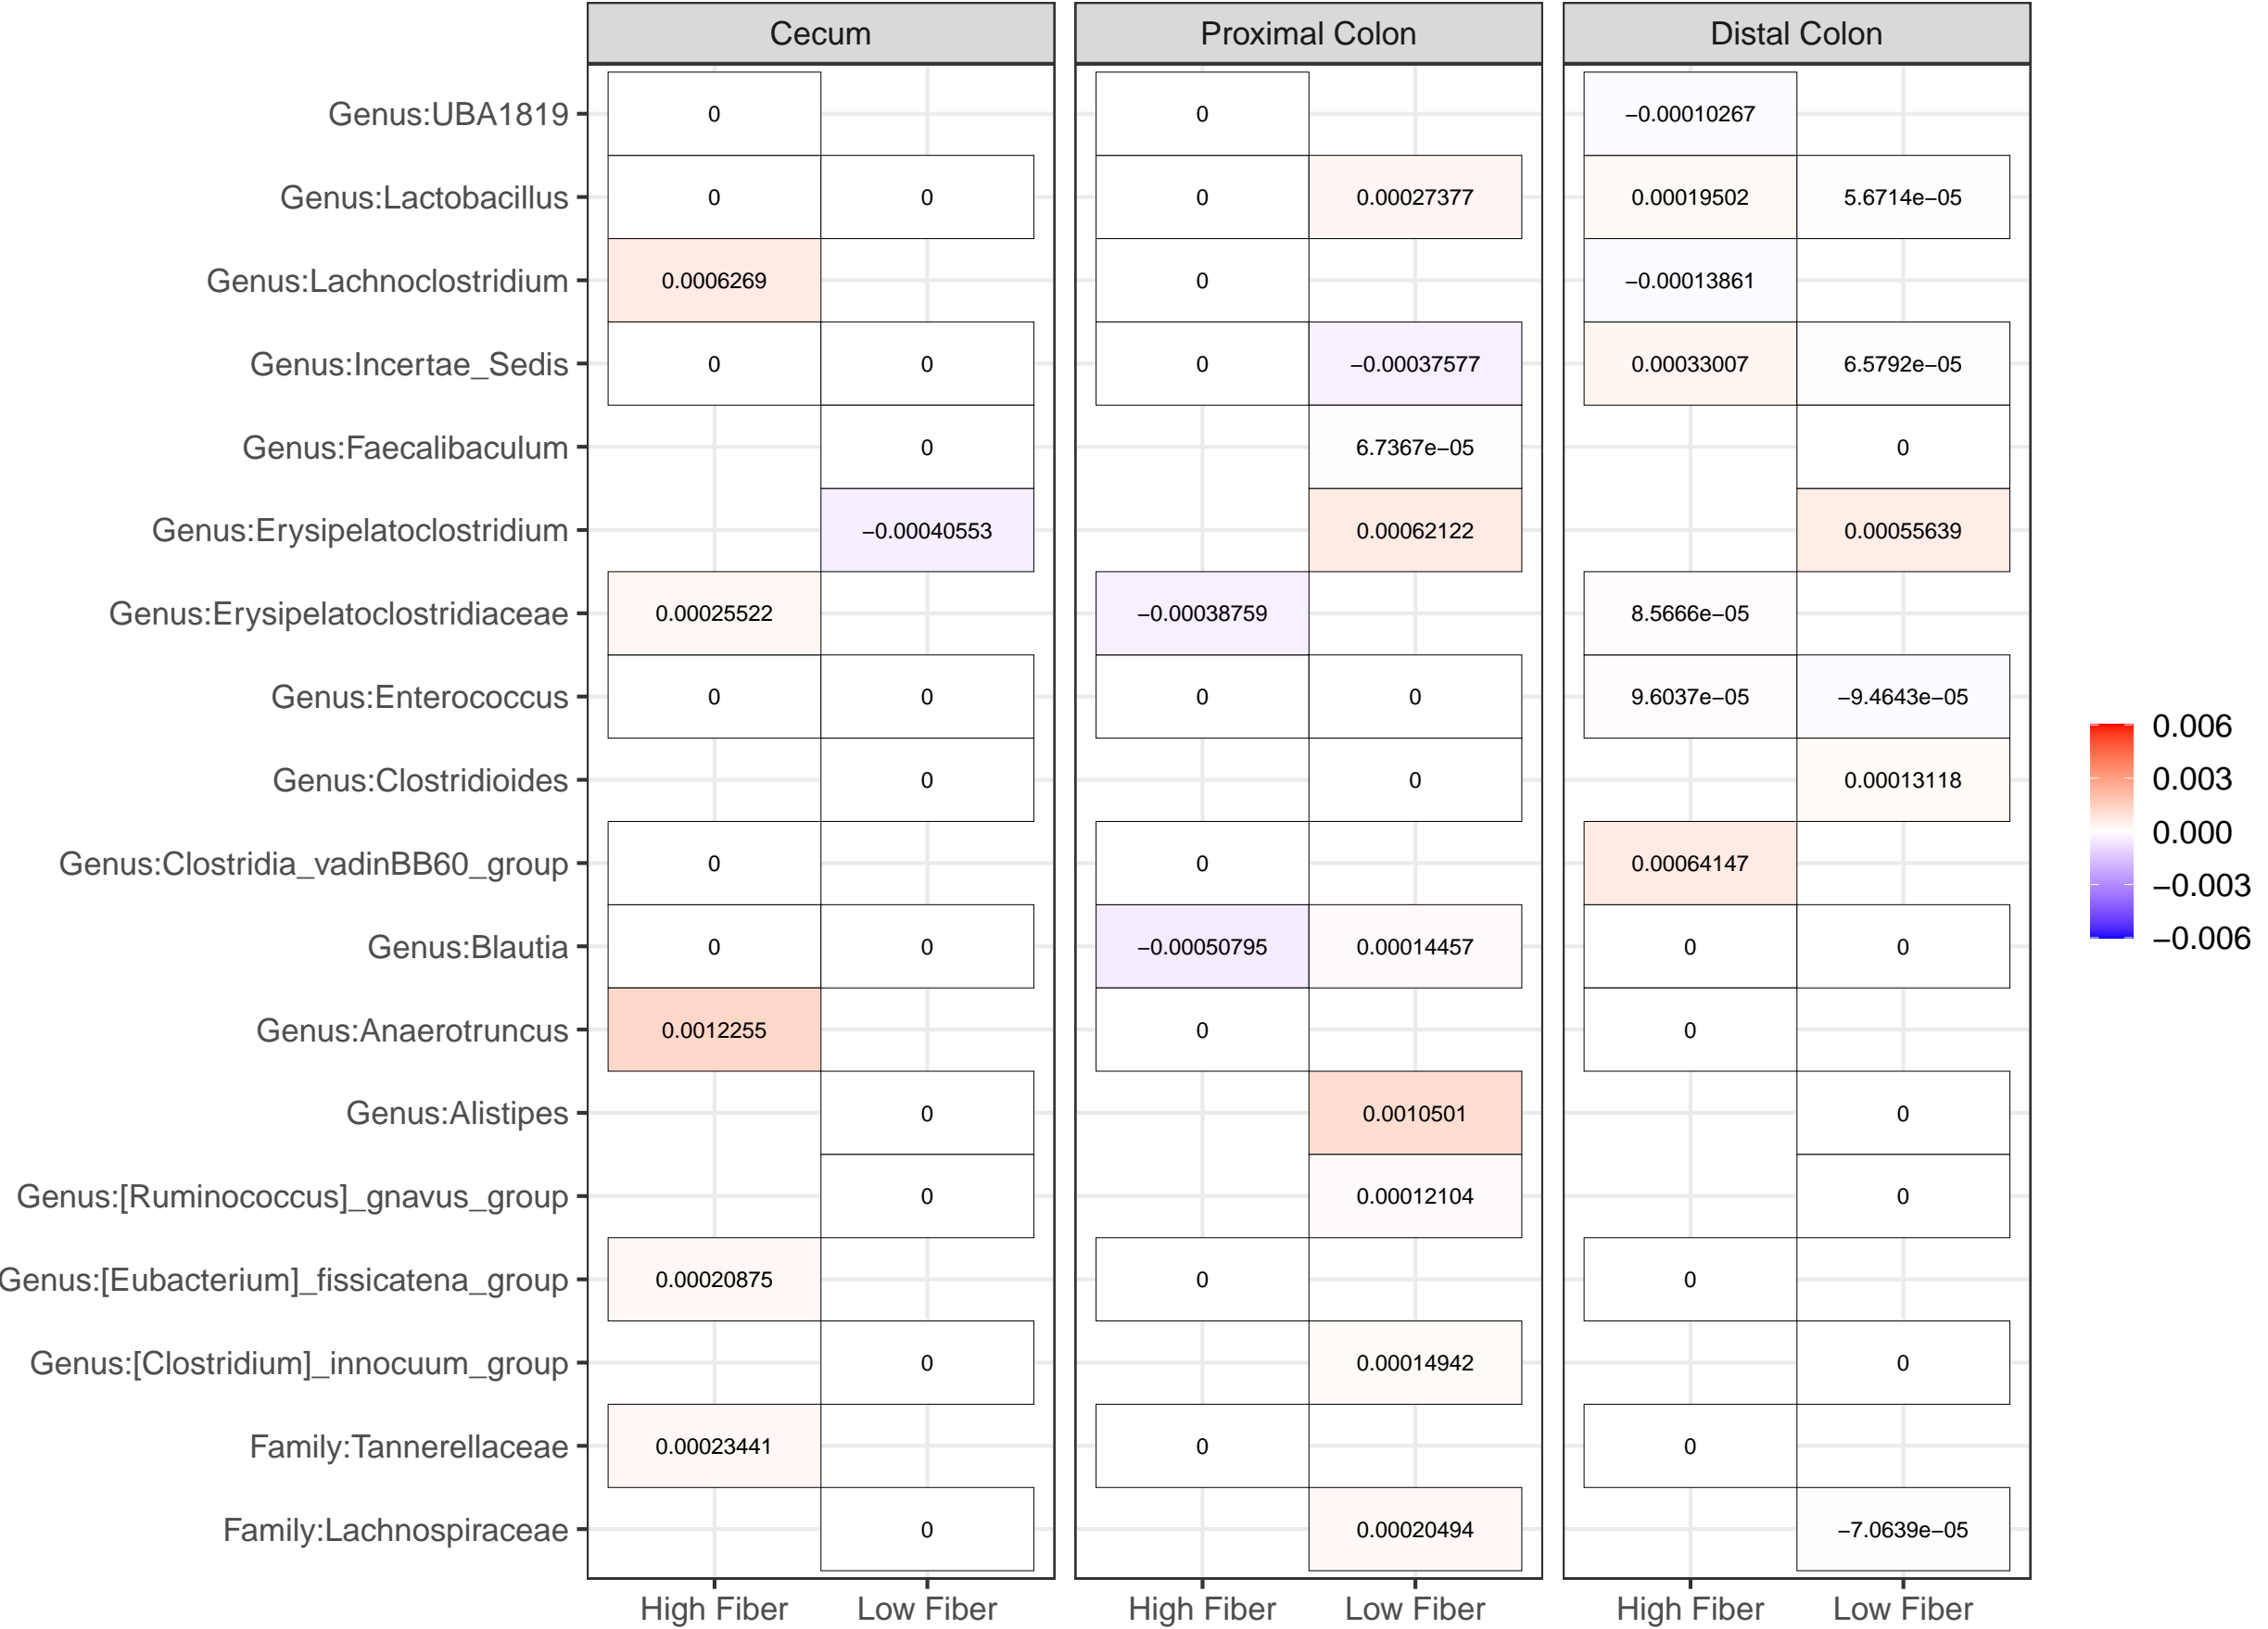 Cecum Proximal Colon Distal Colon
Genus:UBA1819 0 0 −0.00010267
Genus:Lactobacillus 0 0 0 0.00027377 0.00019502 5.6714e−05
Genus:Lachnoclostridium 0.0006269 0 −0.00013861
Genus:Incertae_Sedis 0 0 0 −0.00037577 0.00033007 6.5792e−05
Genus:Faecalibaculum 0 6.7367e−05 0
Genus:Erysipelatoclostridium −0.00040553 0.00062122 0.00055639
Genus:Erysipelatoclostridiaceae 0.00025522 −0.00038759 8.5666e−05
Genus:Enterococcus 0 0 0 0 9.6037e−05 −9.4643e−05
Genus:Clostridioides 0 0 0.00013118
Genus:Clostridia_vadinBB60_group 0 0 0.00064147
Genus:Blautia 0 0 −0.00050795 0.00014457 0 0
Genus:Anaerotruncus 0.0012255 0 0
Genus:Alistipes 0 0.0010501 0
Genus:[Ruminococcus]_gnavus_group 0 0.00012104 0
Genus:[Eubacterium]_fissicatena_group 0.00020875 0 0
Genus:[Clostridium]_innocuum_group 0 0.00014942 0
Family:Tannerellaceae 0.00023441 0 0
Family:Lachnospiraceae 0 0.00020494 −7.0639e−05
High Fiber Low Fiber High Fiber Low Fiber High Fiber Low Fiber
0.006
0.003
0.000
−0.003
−0.006